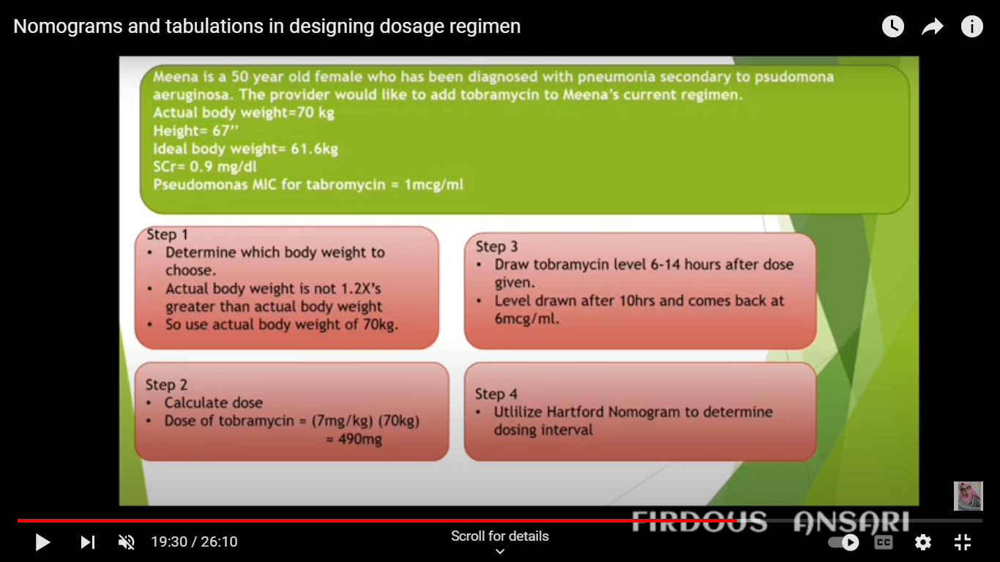 Nomograms and tabulations in designing dosage regimen
Meena is a 50 year old female who has been diagnosed with pneumonia secondary to psudomona
aeruginosa. The provider would like to add tobramycin to Meena's current regimen.
Actual body weight=70 kg
Height= 67’’
Ideal body weight= 61.6kg
SCr= 0.9 mg/dl
Pseudomonas MIC for tabromycin = 1mcg/ml
Step 1
• Determine which body weight to
choose.
• Actual body weight is not 1.2X's
greater than actual body weight
• So use actual body weight of 70kg.
Step 2
• Calculate dose
• Dose of tobramycin = (7mg/kg) (70kg)
= 490mg
Step 3
• Draw tobramycin level 6-14 hours after dose
given.
• Level drawn after 10hrs and comes back at
6mcg/ml.
Step 4
• Utlilize Hartford Nomogram to determine
dosing interval
FIRDOUS ANSARI
19:30 / 26:10
Scroll for details
CC